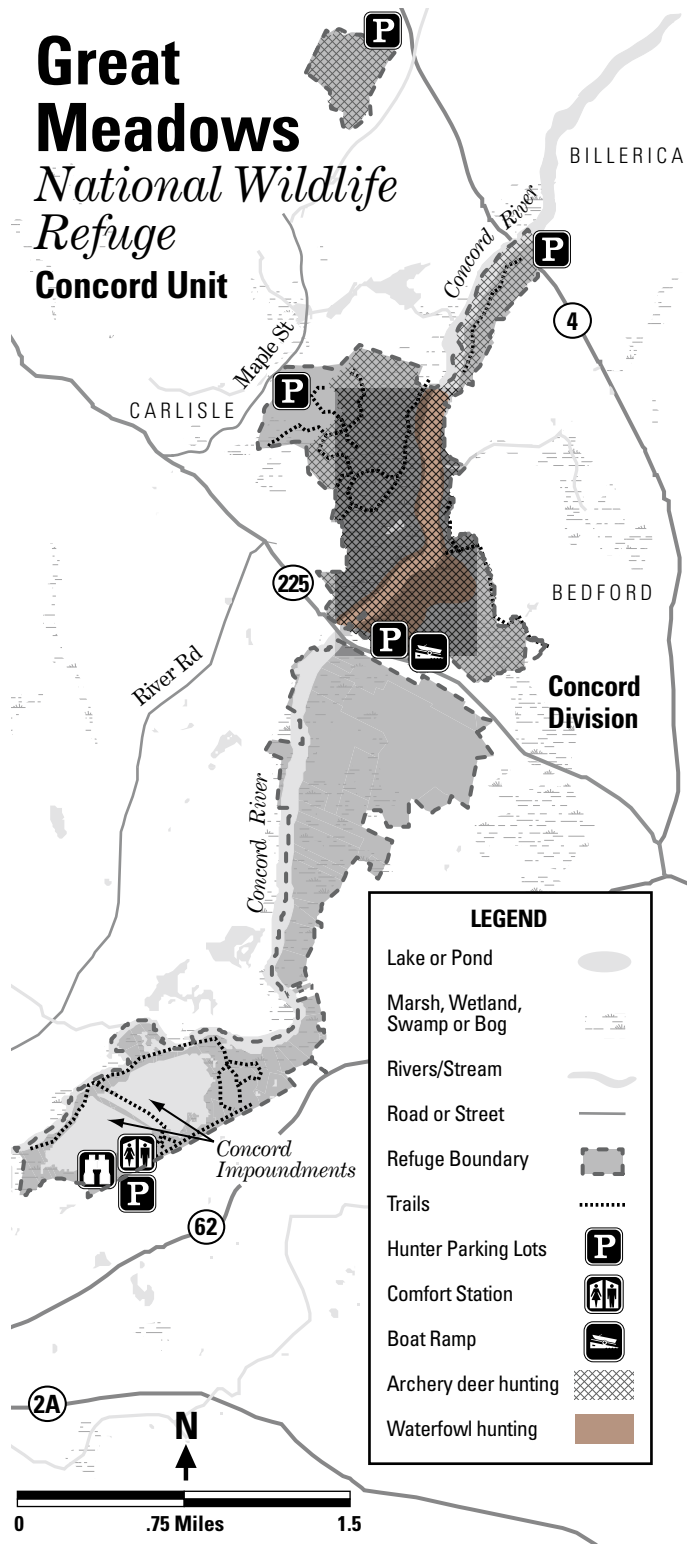 Great
Meadows
National Wildlife
Refuge
Concord Unit
P
BILLERICA
Concord River
P
4
Maple St
P
CARLISLE
225
BEDFORD
P
River Rd
Concord
Division
Concord River
LEGEND
Lake or Pond
Marsh, Wetland,
Swamp or Bog
Rivers/Stream
Road or Street
Refuge Boundary
Trails
Hunter Parking Lots
P
Comfort Station
Boat Ramp
Archery deer hunting
Waterfowl hunting
Concord
Impoundments
P
62
2A
N
0 .75 Miles 1.5